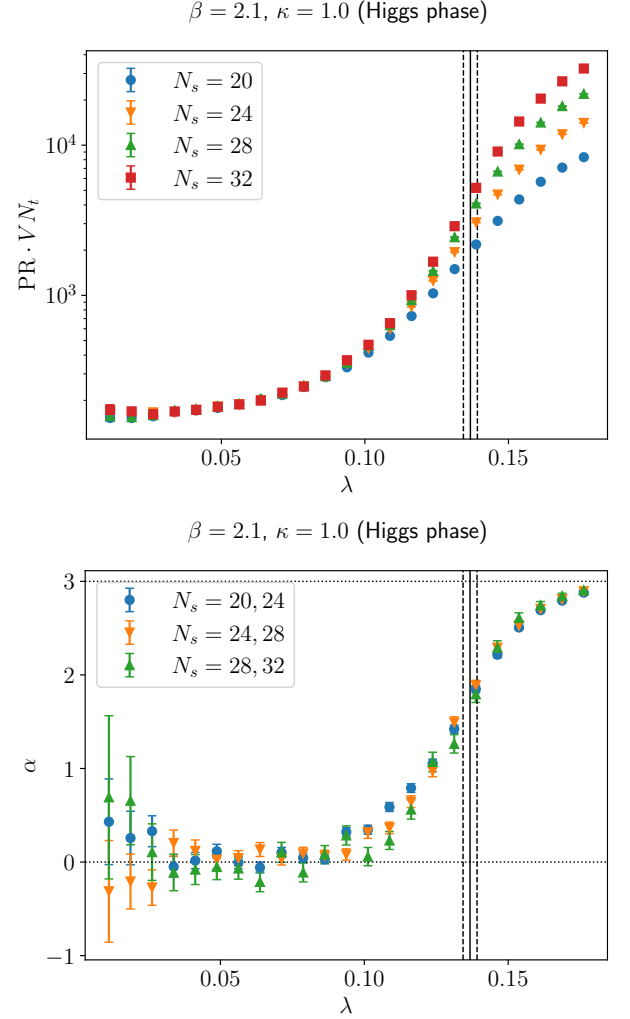 β = 2.1, κ = 1.0 (Higgs phase)
N_s = 20
N_s = 24
N_s = 28
N_s = 32
10^4
10^3
PR · V N_t
0.05 0.10 0.15
λ
β = 2.1, κ = 1.0 (Higgs phase)
N_s = 20, 24
N_s = 24, 28
N_s = 28, 32
3
2
1
0
−1
α
0.05 0.10 0.15
λ